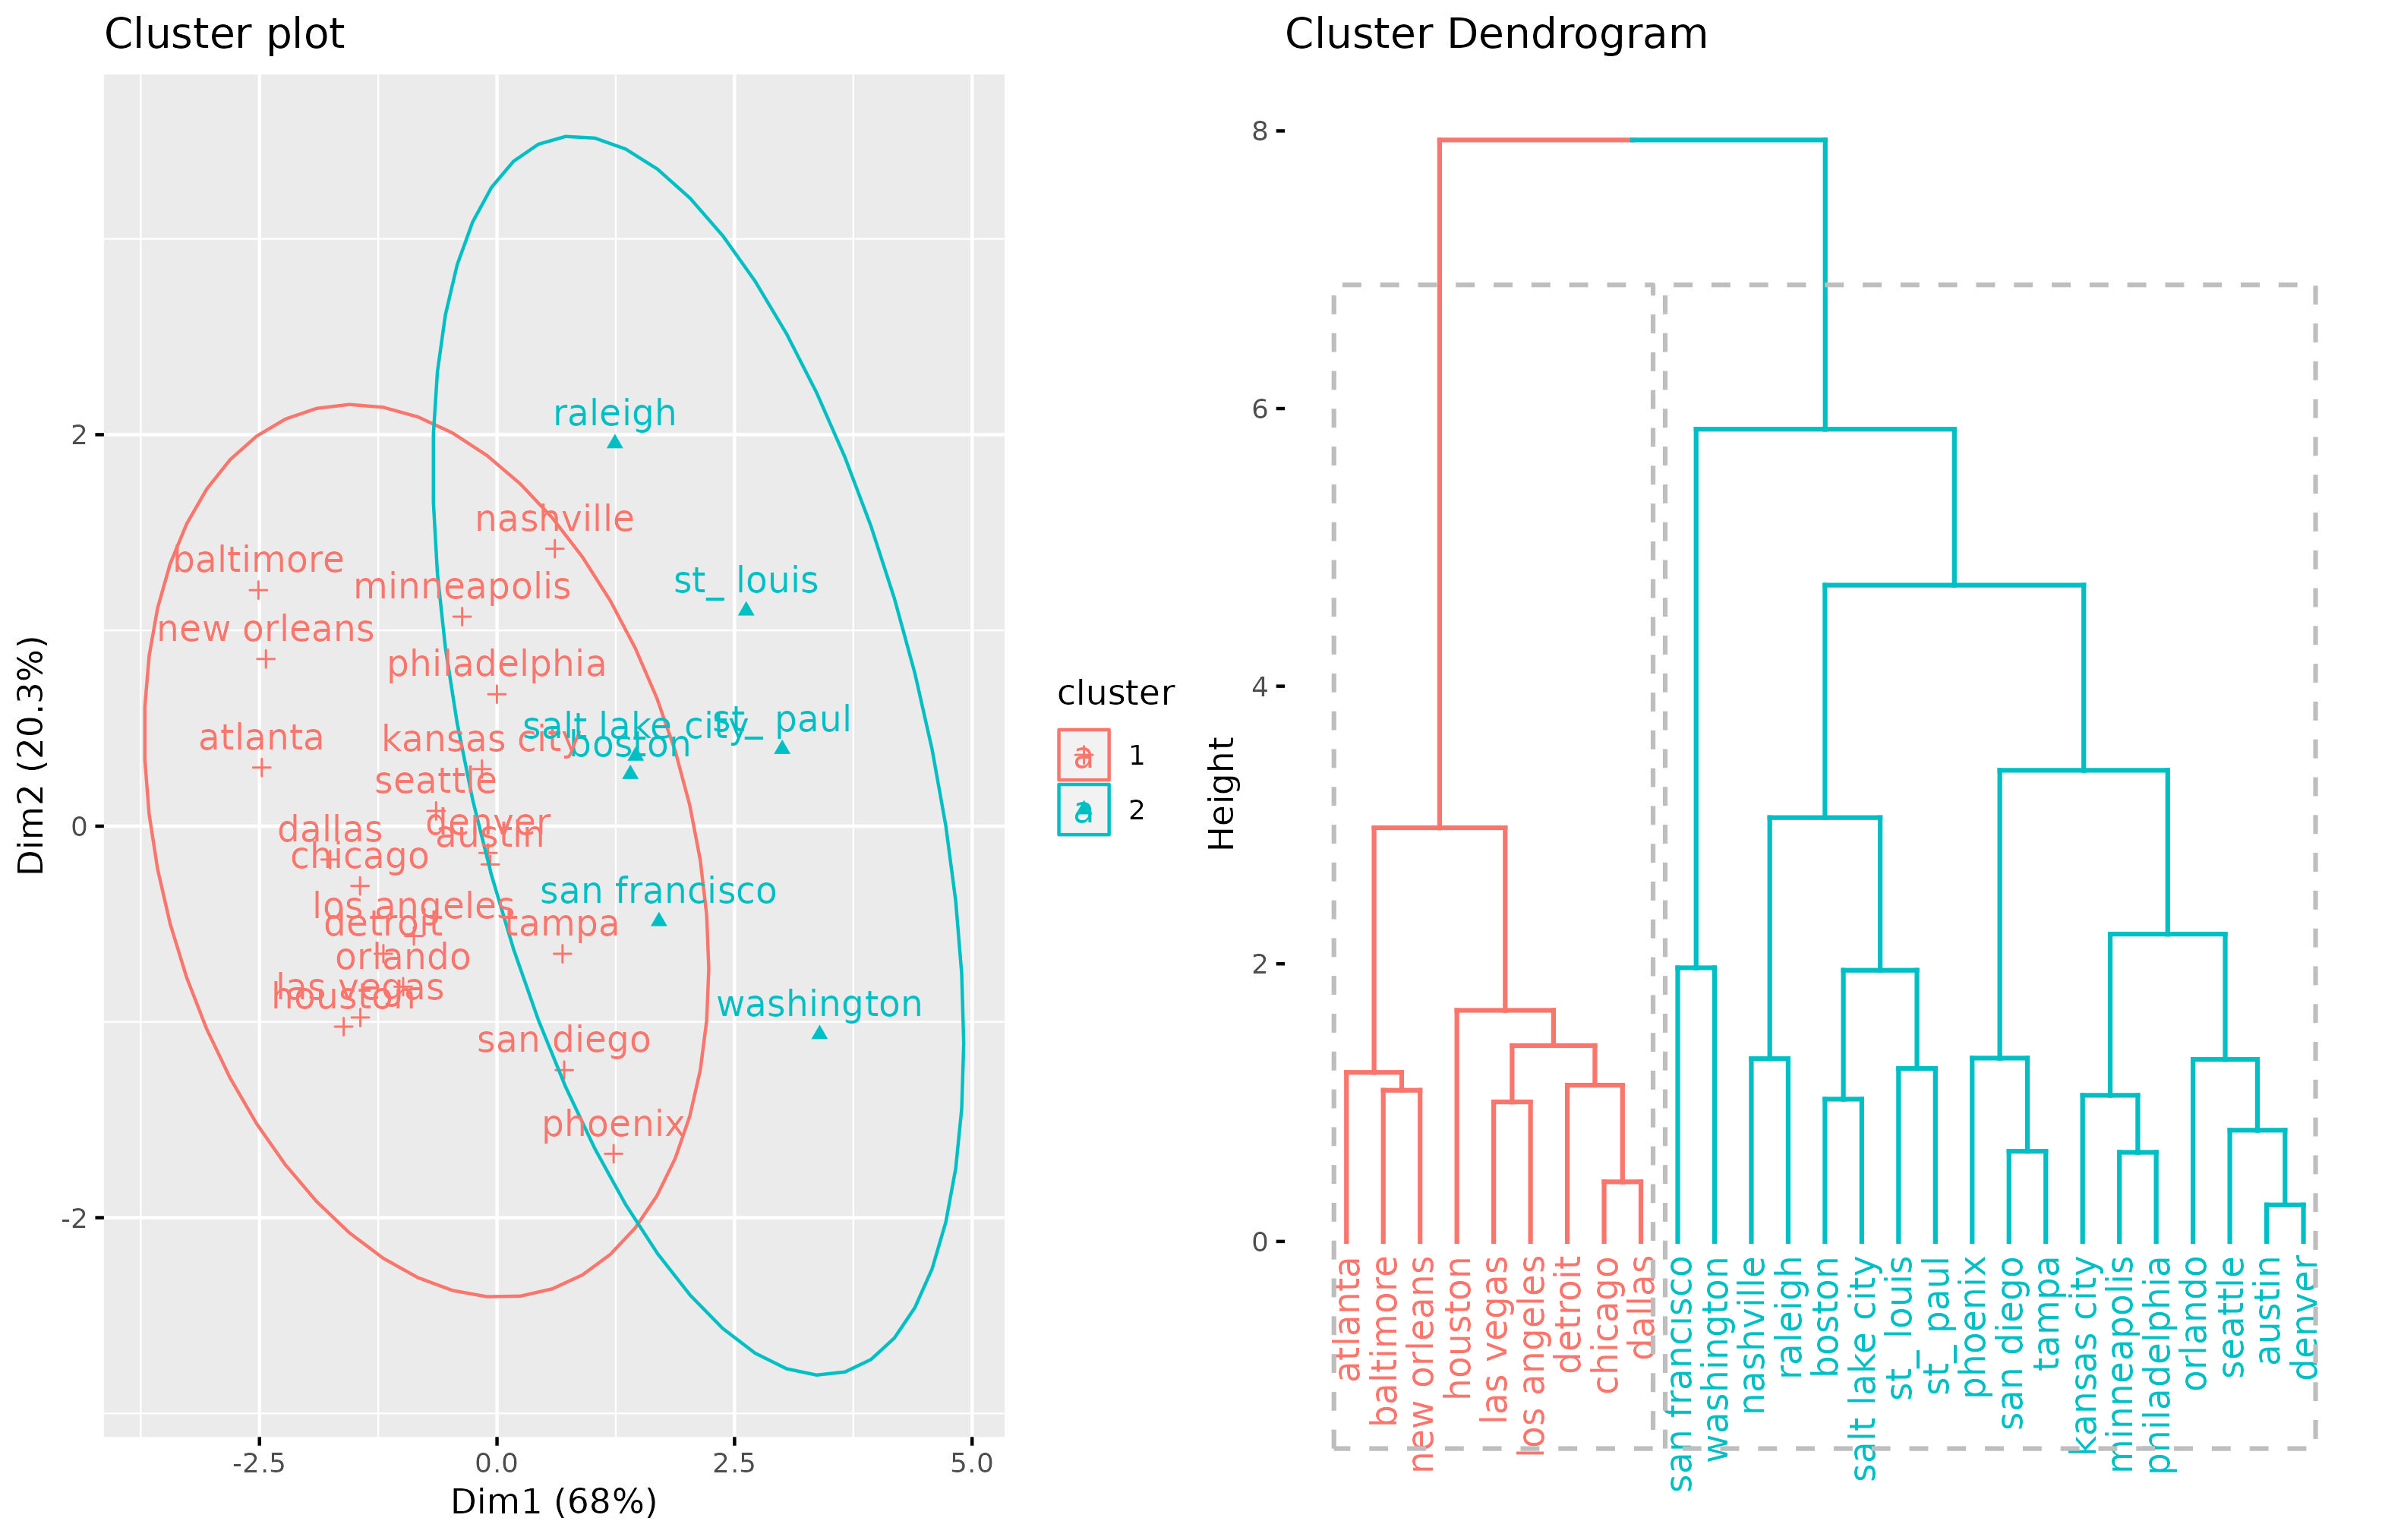 Cluster plot
raleigh
nashville
st_ louis
baltimore
minneapolis
new orleans
philadelphia
salt lake city
st_ paul
kansas city
boston
atlanta
seattle
denver
dallas
austin
chicago
san francisco
los angeles
detroit
tampa
orlando
las vegas
houston
washington
san diego
phoenix
2
0
-2
-2.5
0.0
2.5
5.0
Dim1 (68%)
Dim2 (20.3%)
cluster
a 1
a 2
Cluster Dendrogram
Height
8
6
4
2
0
atlanta
baltimore
new orleans
houston
las vegas
los angeles
detroit
chicago
dallas
san francisco
washington
nashville
raleigh
boston
salt lake city
st_ louis
st_ paul
phoenix
san diego
tampa
kansas city
minneapolis
philadelphia
orlando
seattle
austin
denver